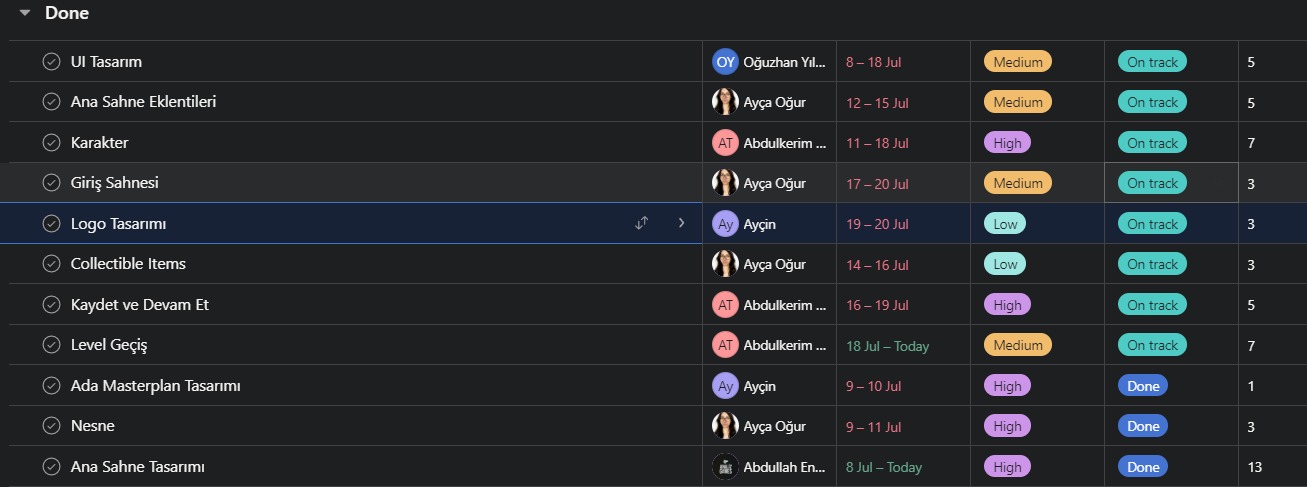 Done
UI Tasarım OY Oğuzhan Yıl... 8 – 18 Jul Medium On track 5
Ana Sahne Eklentileri Ayça Oğur 12 – 15 Jul Medium On track 5
Karakter AT Abdulkerim ... 11 – 18 Jul High On track 7
Giriş Sahnesi Ayça Oğur 17 – 20 Jul Medium On track 3
Logo Tasarımı Ay Ayçin 19 – 20 Jul Low On track 3
Collectible Items Ayça Oğur 14 – 16 Jul Low On track 3
Kaydet ve Devam Et AT Abdulkerim ... 16 – 19 Jul High On track 5
Level Geçiş AT Abdulkerim ... 18 Jul – Today Medium On track 7
Ada Masterplan Tasarımı Ay Ayçin 9 – 10 Jul High Done 1
Nesne Ayça Oğur 9 – 11 Jul High Done 3
Ana Sahne Tasarımı Abdullah En... 8 Jul – Today High Done 13